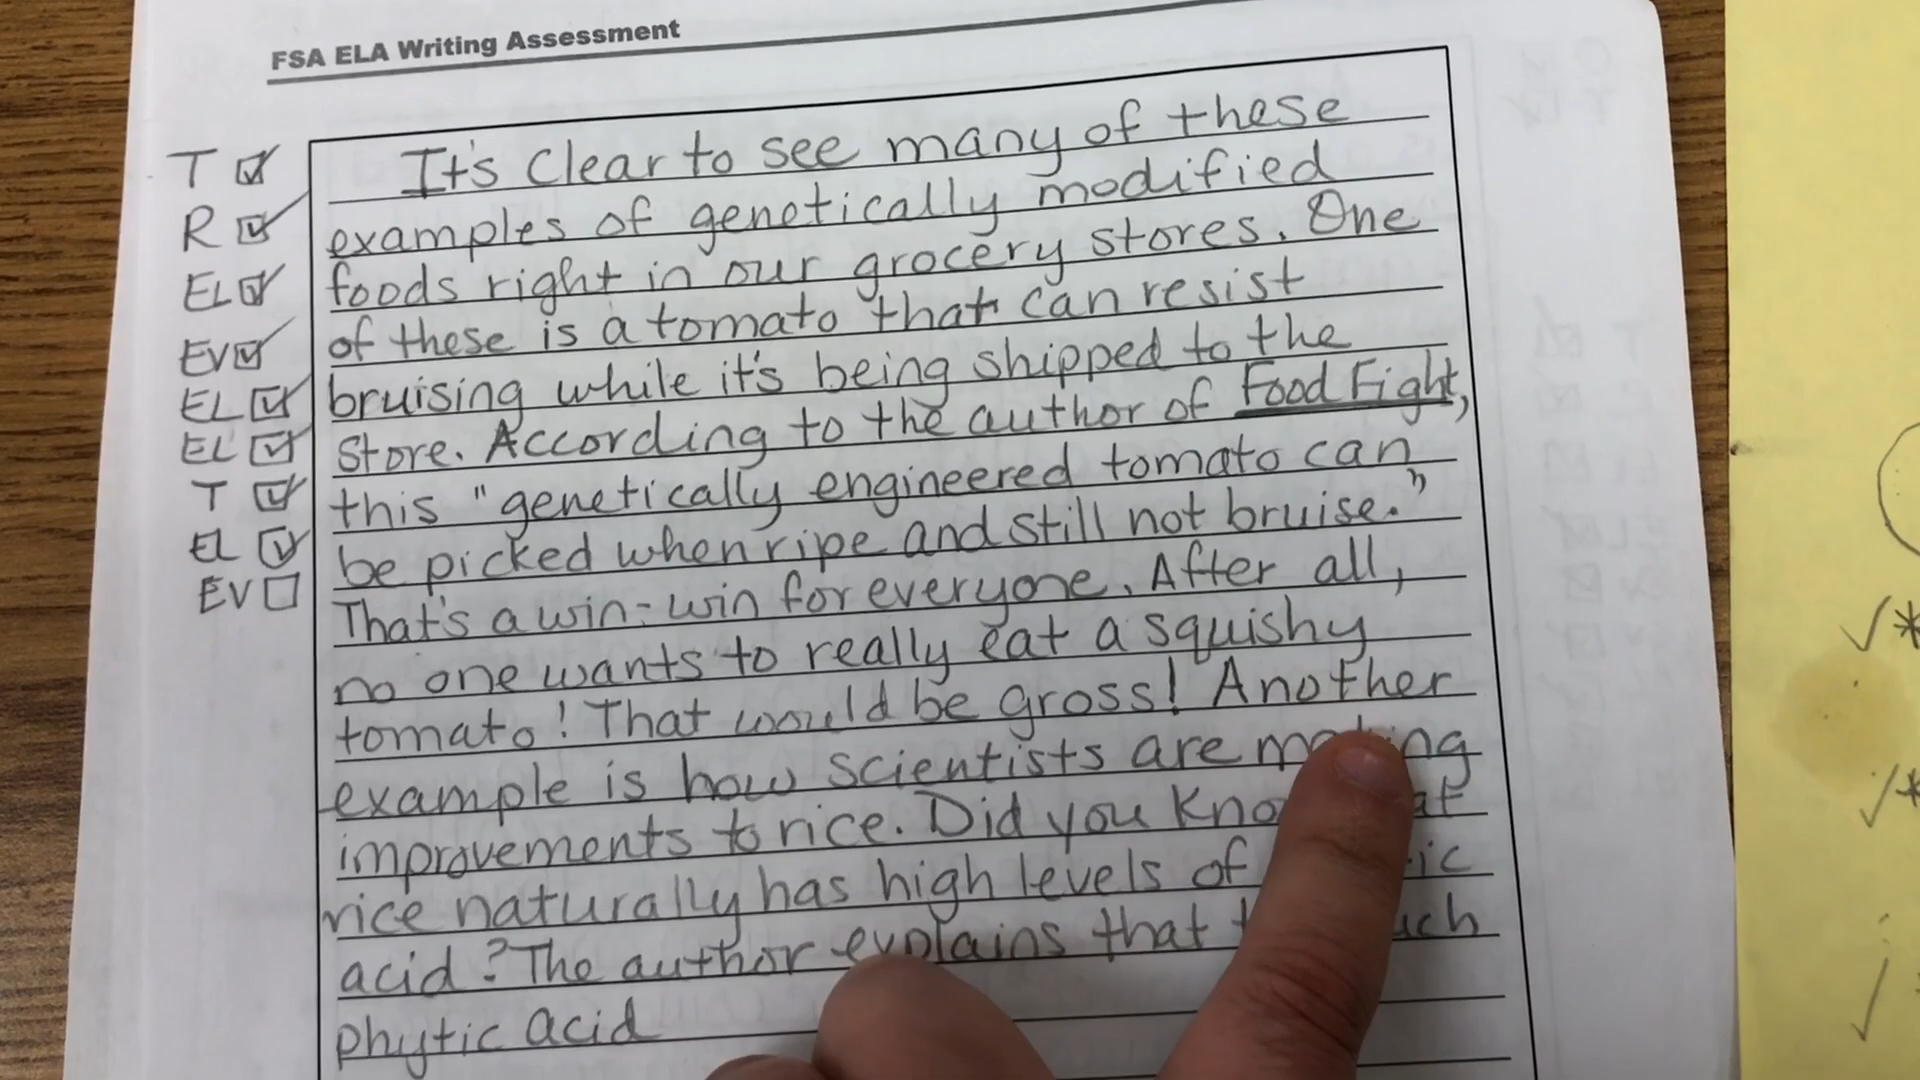 FSA ELA Writing Assessment
T
R
EL
EV
EL
EL
T
EL
EV
It's clear to see many of these
examples of genetically modified
foods right in our grocery stores. One
of these is a tomato that can resist
bruising while it's being shipped to the
store. According to the author of Food Fight,
this "genetically engineered tomato can
be picked when ripe and still not bruise."
That's a win-win for everyone. After all,
no one wants to really eat a squishy
tomato! That would be gross! Another
example is how scientists are making
improvements to rice. Did you
rice naturally has high levels of
acid? The author explains that
phytic acid